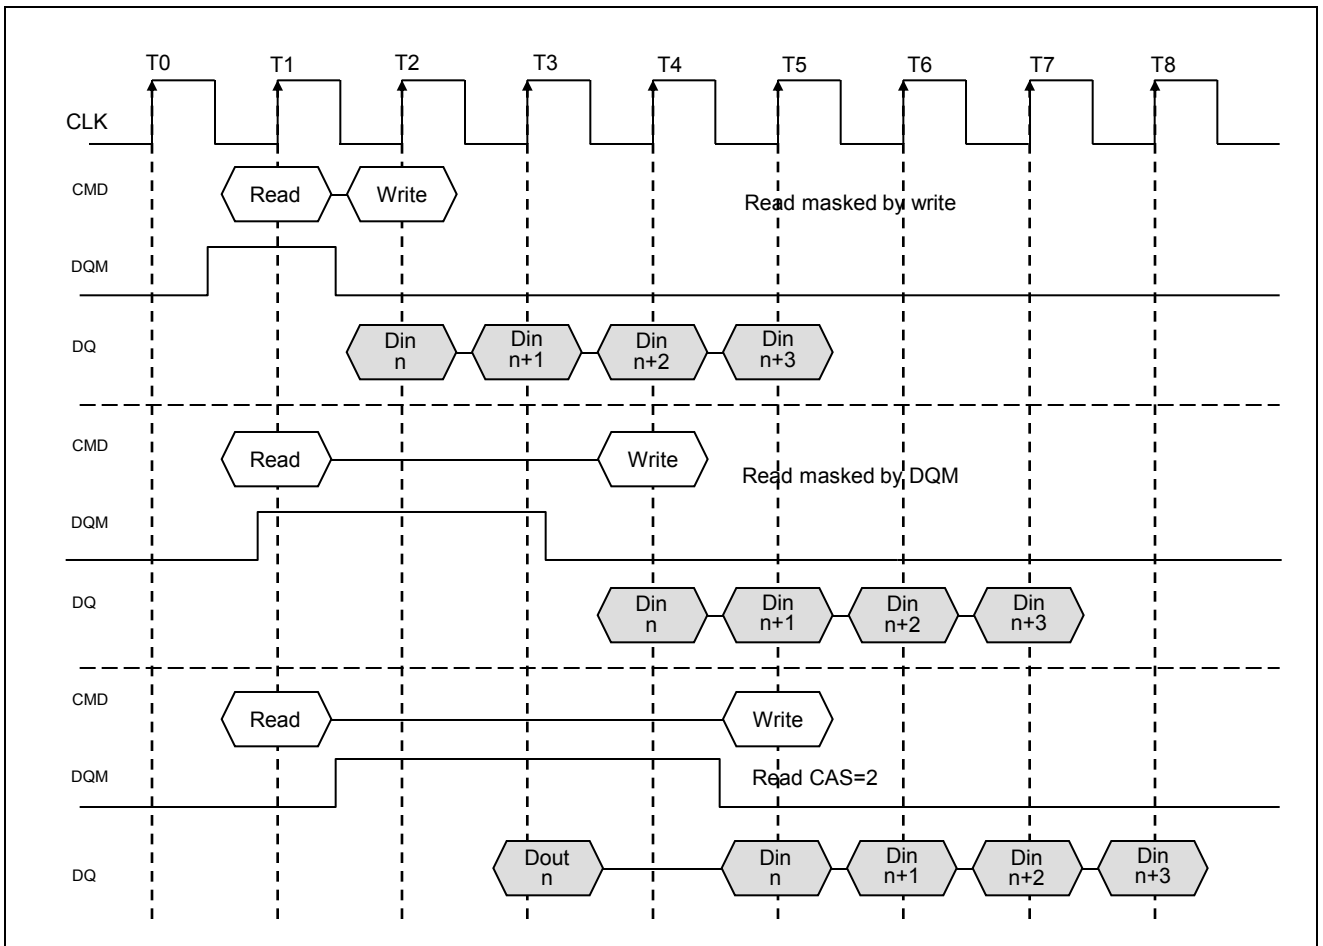 T0 T1 T2 T3 T4 T5 T6 T7 T8
CLK
CMD Read Write Read masked by write
DQM
DQ Din n Din n+1 Din n+2 Din n+3
CMD Read Write Read masked by DQM
DQM
DQ Din n Din n+1 Din n+2 Din n+3
CMD Read Write
DQM Read CAS=2
DQ Dout n Din n Din n+1 Din n+2 Din n+3